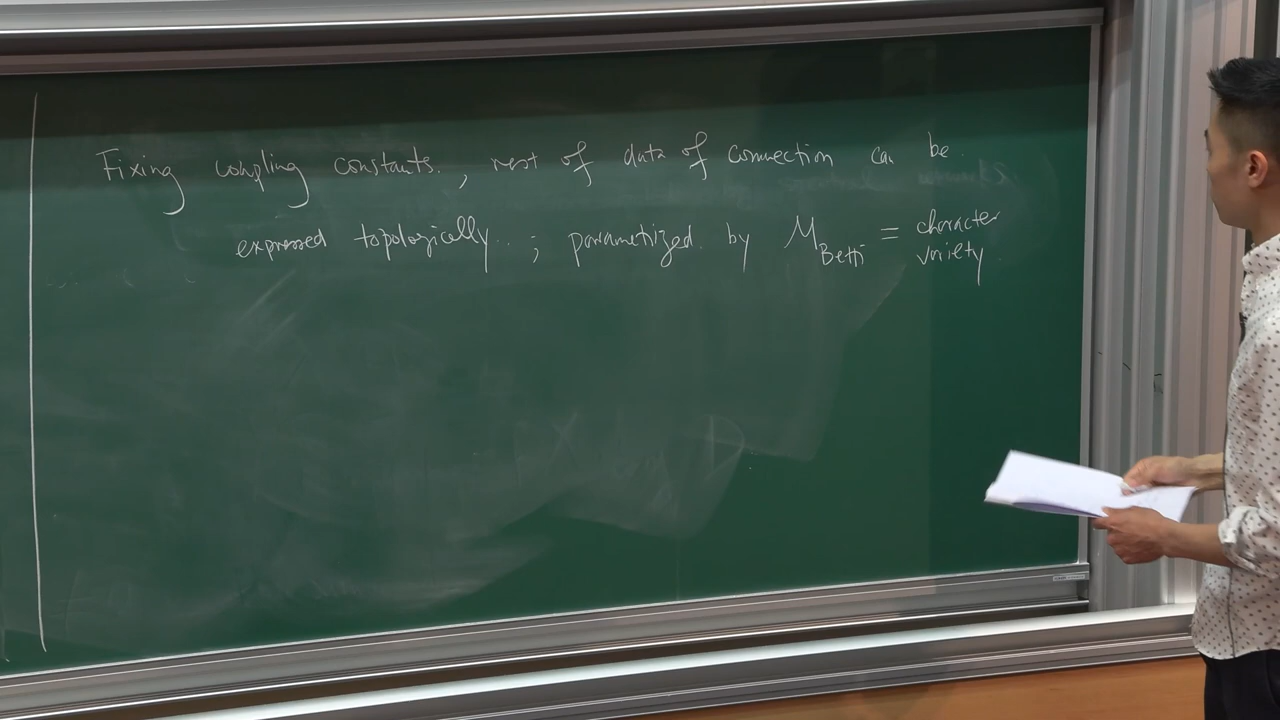 Fixing coupling constants, rest of data of connection can be
expressed topologically ; parametrized by M_Betti = character variety